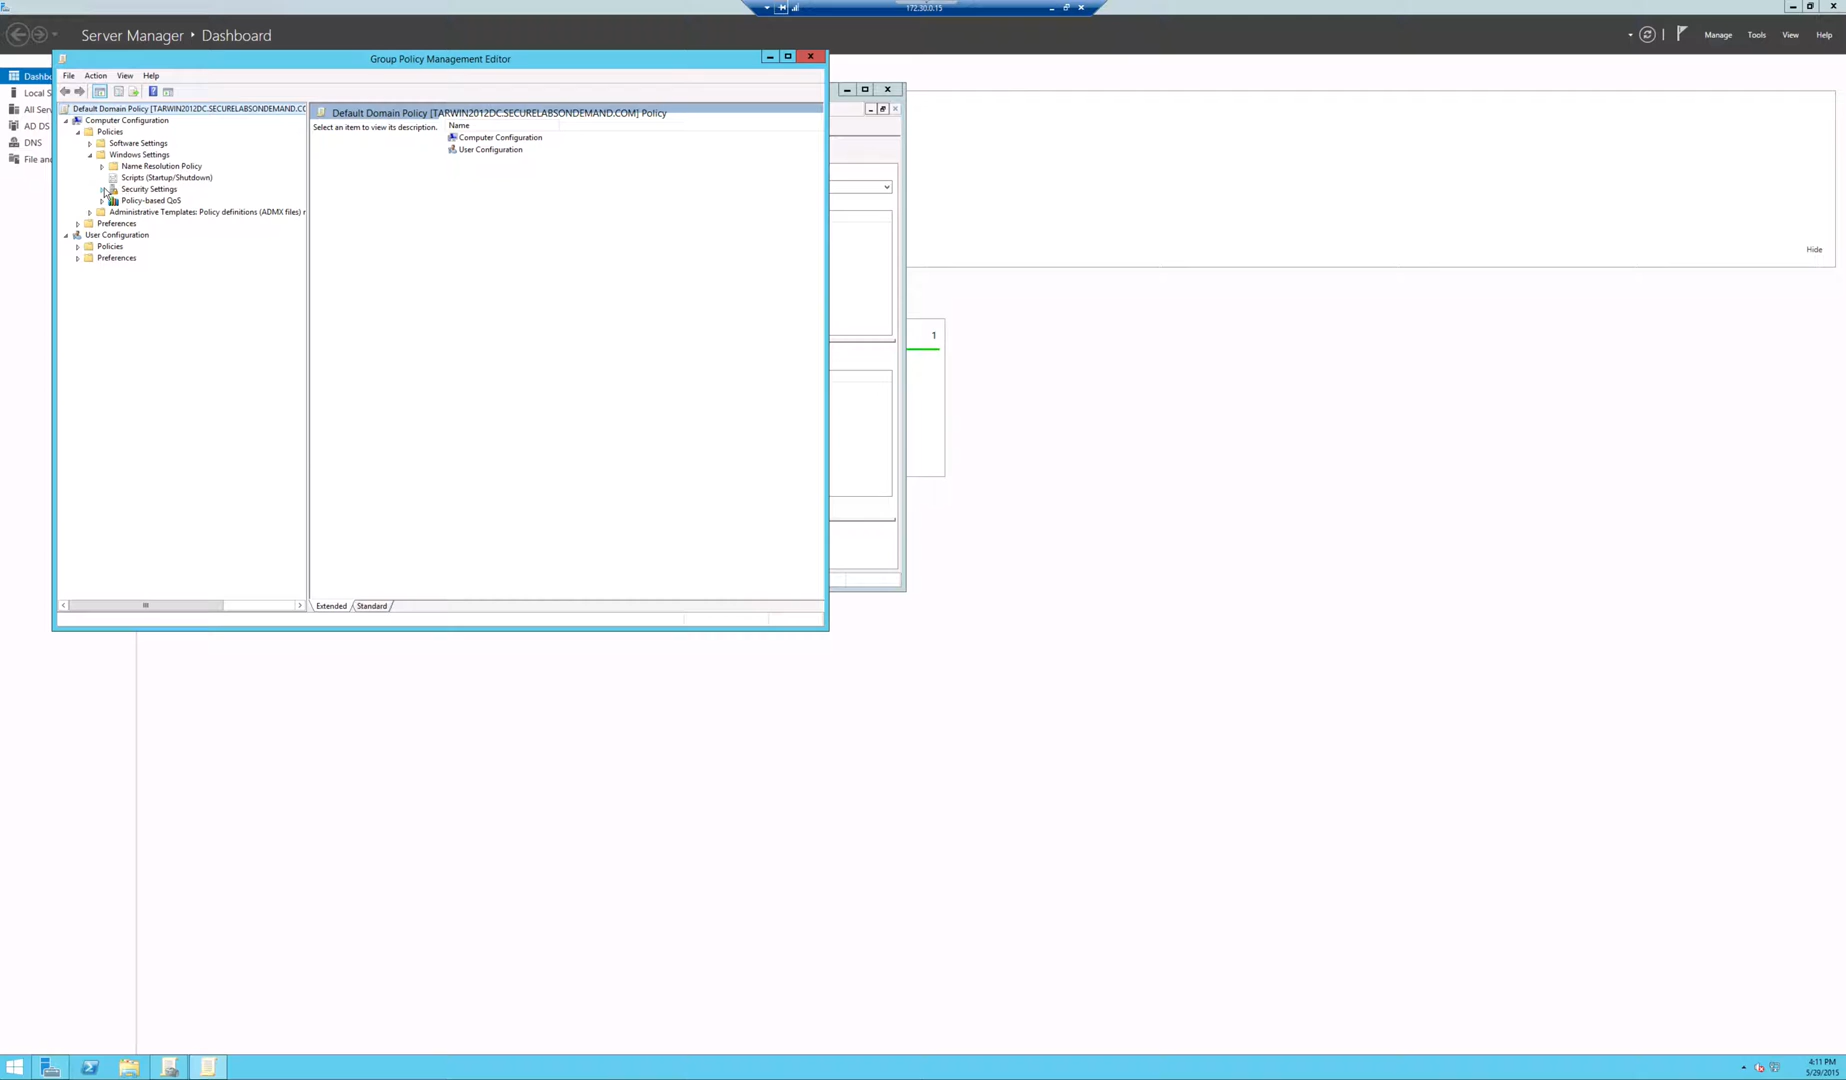 172.30.0.15
Server Manager ‣ Dashboard
Manage
Tools
View
Help
Dashbo
Local S
All Serv
AD DS
DNS
File and
Group Policy Management Editor
File Action View Help
Default Domain Policy [TARWIN2012DC.SECURELABSONDEMAND.CO
Computer Configuration
Policies
Software Settings
Windows Settings
Name Resolution Policy
Scripts (Startup/Shutdown)
Security Settings
Policy-based QoS
Administrative Templates: Policy definitions (ADMX files) r
Preferences
User Configuration
Policies
Preferences
Default Domain Policy [TARWIN2012DC.SECURELABSONDEMAND.COM] Policy
Select an item to view its description.
Name
Computer Configuration
User Configuration
Extended
Standard
Hide
1
4:11 PM
5/29/2015